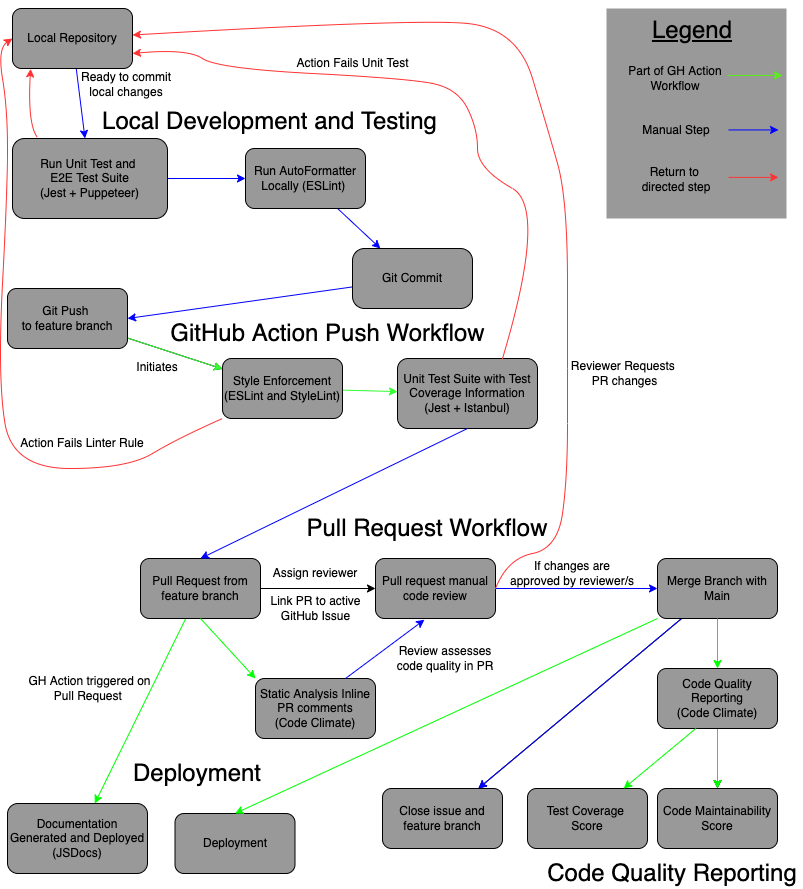 Local Repository
Legend
Action Fails Unit Test
Part of GH Action
Workflow
Ready to commit
local changes
Local Development and Testing
Manual Step
Run Unit Test and
E2E Test Suite
(Jest + Puppeteer)
Run AutoFormatter
Locally (ESLint)
Return to
directed step
Git Commit
Git Push
to feature branch
GitHub Action Push Workflow
Initiates
Style Enforcement
(ESLint and StyleLint)
Unit Test Suite with Test
Coverage Information
(Jest + Istanbul)
Reviewer Requests
PR changes
Action Fails Linter Rule
Pull Request Workflow
Pull Request from
feature branch
Assign reviewer
Link PR to active
GitHub Issue
Pull request manual
code review
If changes are
approved by reviewer/s
Merge Branch with
Main
GH Action triggered on
Pull Request
Static Analysis Inline
PR comments
(Code Climate)
Review assesses
code quality in PR
Code Quality
Reporting
(Code Climate)
Deployment
Documentation
Generated and Deployed
(JSDocs)
Deployment
Close issue and
feature branch
Test Coverage
Score
Code Maintainability
Score
Code Quality Reporting